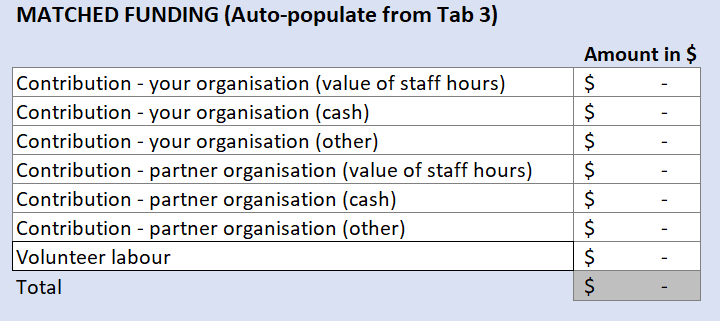 MATCHED FUNDING (Auto-populate from Tab 3)
Amount in $
Contribution - your organisation (value of staff hours) $ -
Contribution - your organisation (cash) $ -
Contribution - your organisation (other) $ -
Contribution - partner organisation (value of staff hours) $ -
Contribution - partner organisation (cash) $ -
Contribution - partner organisation (other) $ -
Volunteer labour $ -
Total $ -